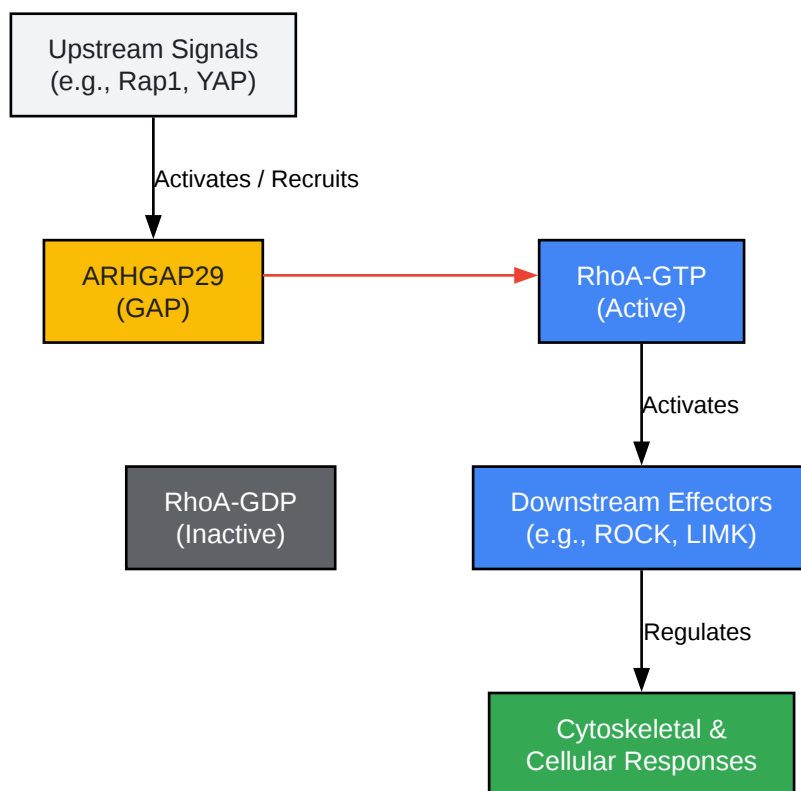 Upstream Signals
(e.g., Rap1, YAP)
Activates / Recruits
ARHGAP29
(GAP)
RhoA-GTP
(Active)
Activates
RhoA-GDP
(Inactive)
Downstream Effectors
(e.g., ROCK, LIMK)
Regulates
Cytoskeletal &
Cellular Responses